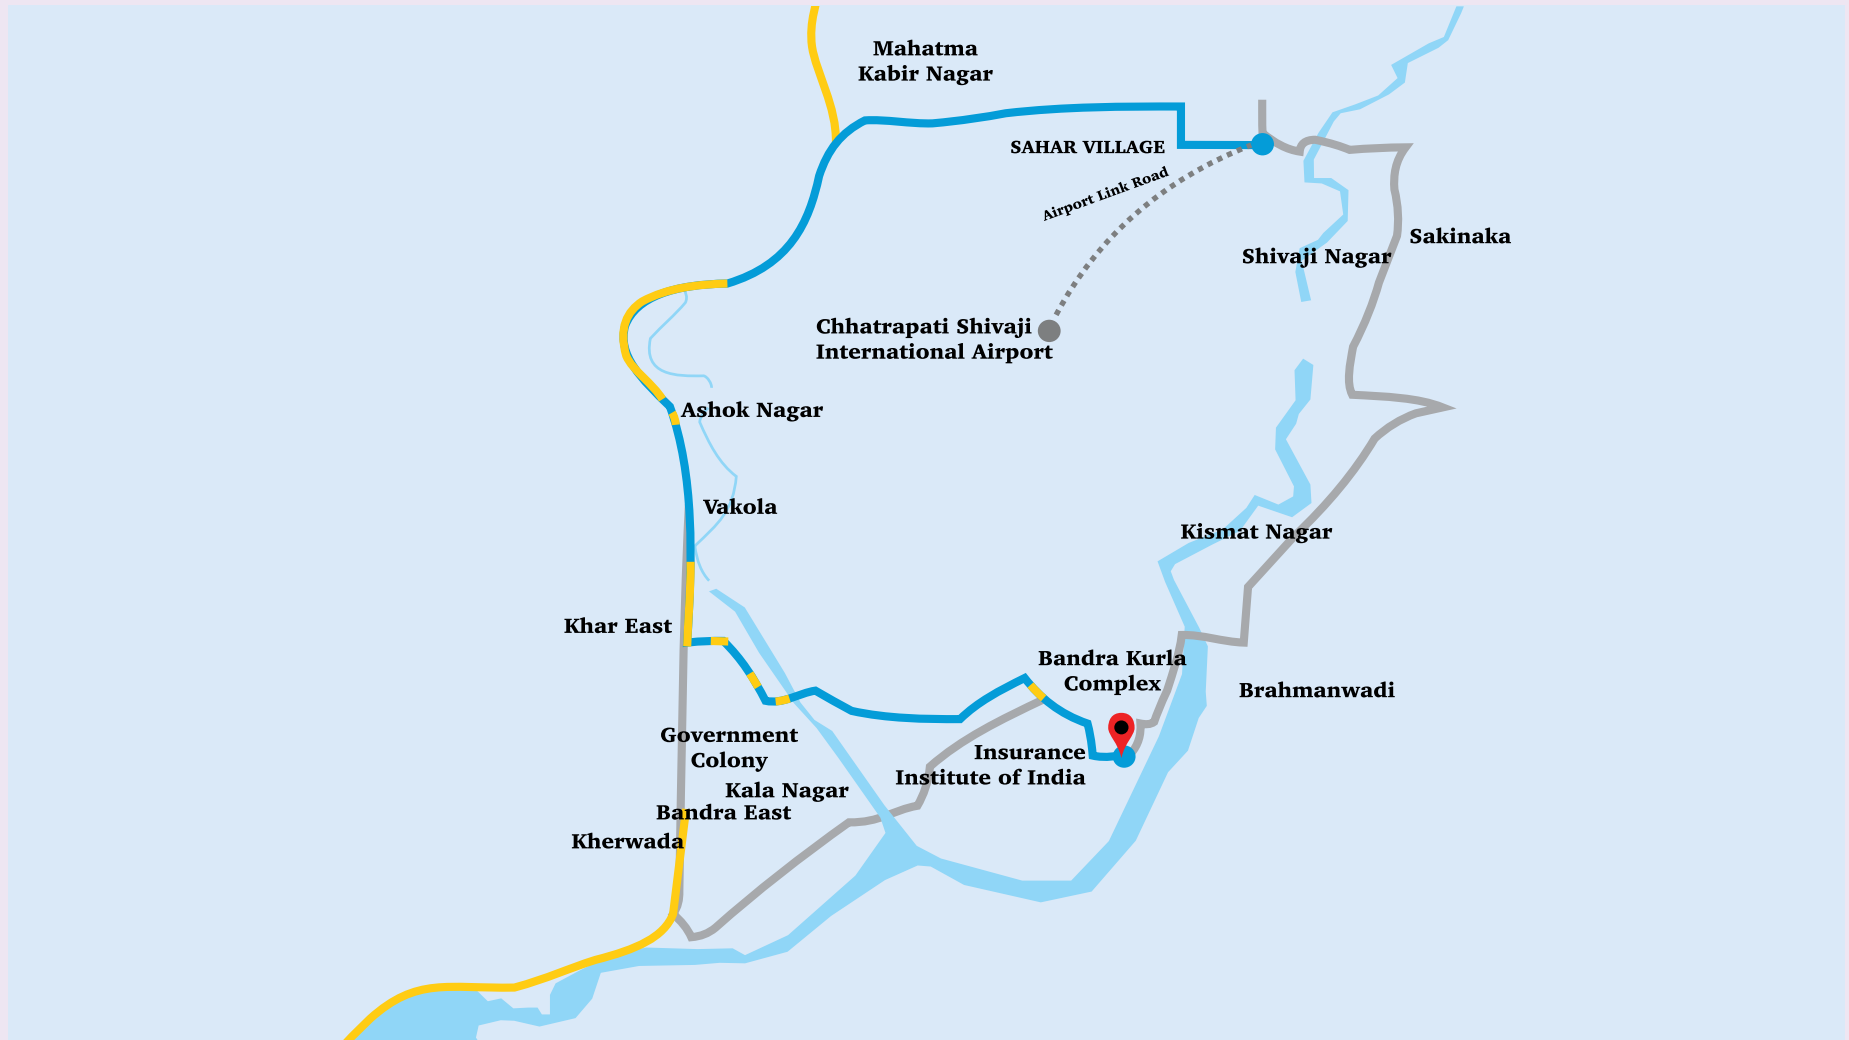 Mahatma
Kabir Nagar
SAHAR VILLAGE
Airport Link Road
Sakinaka
Shivaji Nagar
Chhatrapati Shivaji
International Airport
Ashok Nagar
Vakola
Kismat Nagar
Khar East
Bandra Kurla
Complex
Brahmanwadi
Government
Colony
Insurance
Institute of India
Kala Nagar
Bandra East
Kherwada